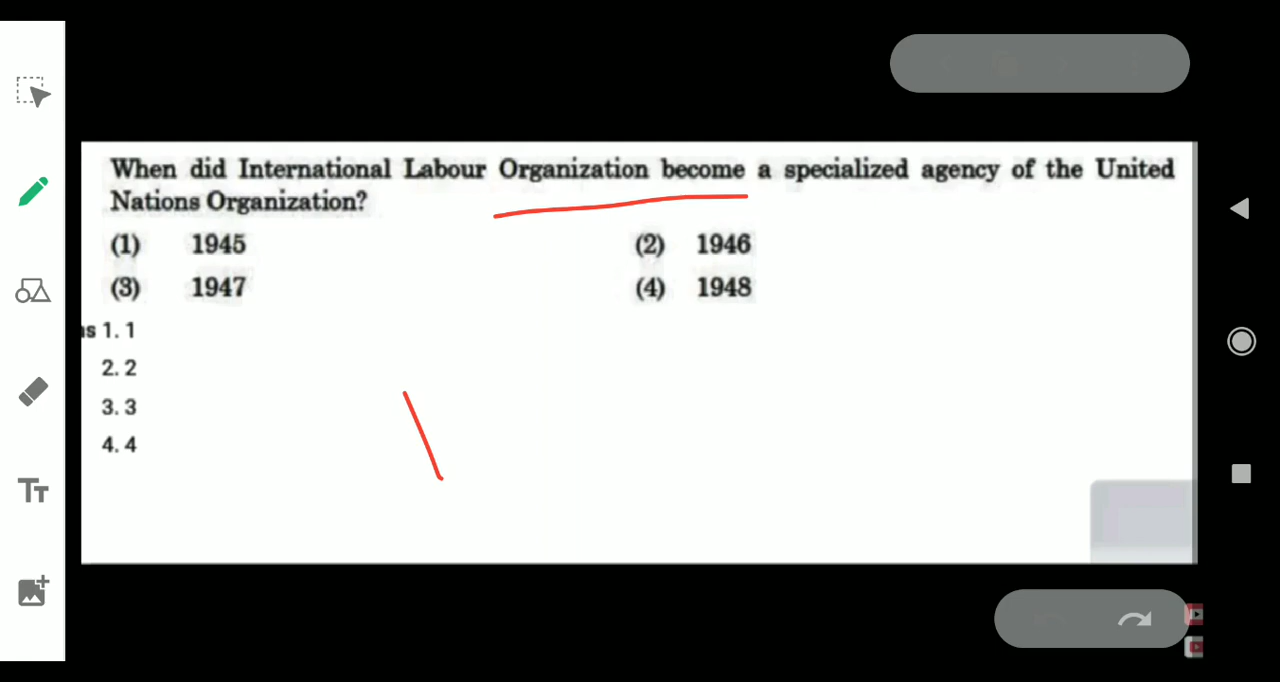 When did International Labour Organization become a specialized agency of the United
Nations Organization?
(1) 1945 (2) 1946
(3) 1947 (4) 1948
s 1. 1
2. 2
3. 3
4. 4
TT